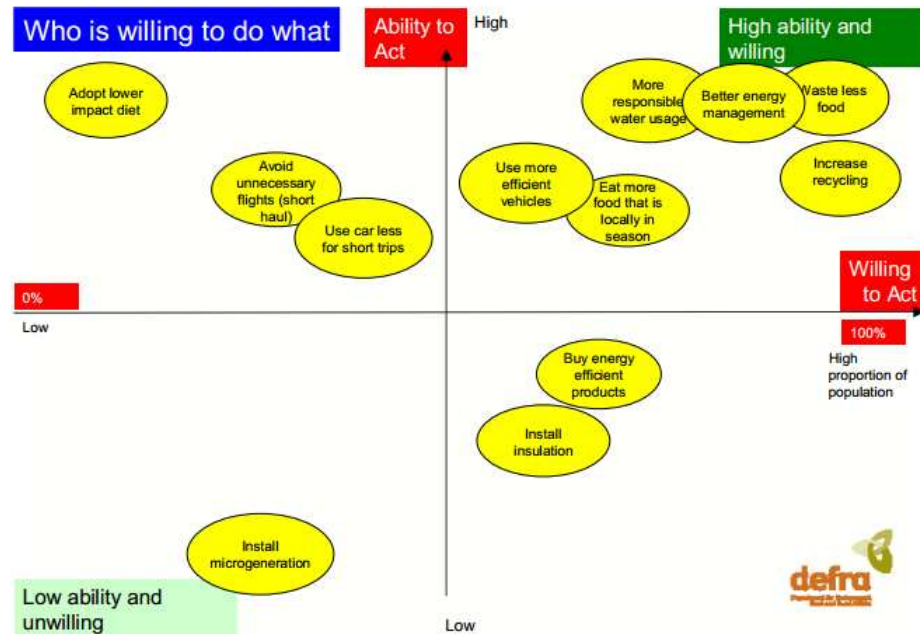 Who is willing to do what
Ability to
Act
High
High ability and
willing
Adopt lower
impact diet
More
responsible
water usage
Better energy
management
Waste less
food
Avoid
unnecessary
flights (short
haul)
Use more
efficient
vehicles
Eat more
food that is
locally in
season
Increase
recycling
Use car less
for short trips
Willing
to Act
0%
Low
100%
High
proportion of
population
Buy energy
efficient
products
Install
insulation
Install
microgeneration
defra
Low ability and
unwilling
Low